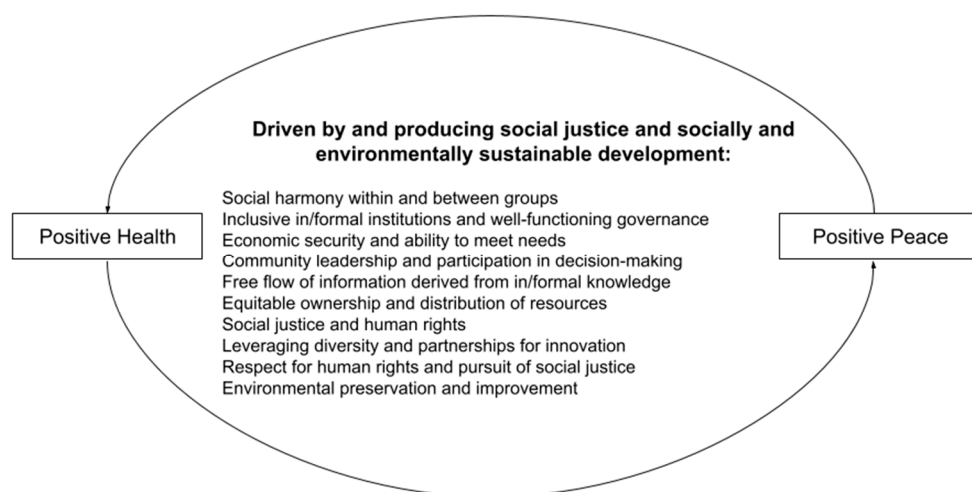 Driven by and producing social justice and socially and
environmentally sustainable development:
Social harmony within and between groups
Inclusive in/formal institutions and well-functioning governance
Economic security and ability to meet needs
Community leadership and participation in decision-making
Free flow of information derived from in/formal knowledge
Equitable ownership and distribution of resources
Social justice and human rights
Leveraging diversity and partnerships for innovation
Respect for human rights and pursuit of social justice
Environmental preservation and improvement
Positive Health
Positive Peace